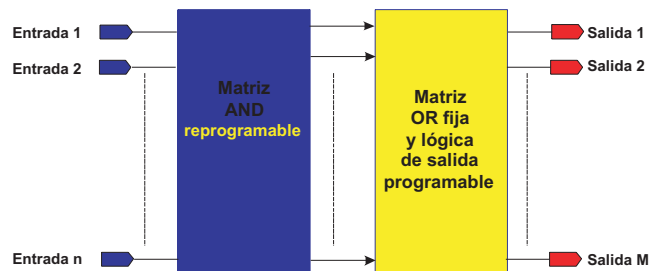 Entrada 1
Entrada 2
Entrada n
Matriz
AND
reprogramable
Matriz
OR fija
y lógica
de salida
programable
Salida 1
Salida 2
Salida M